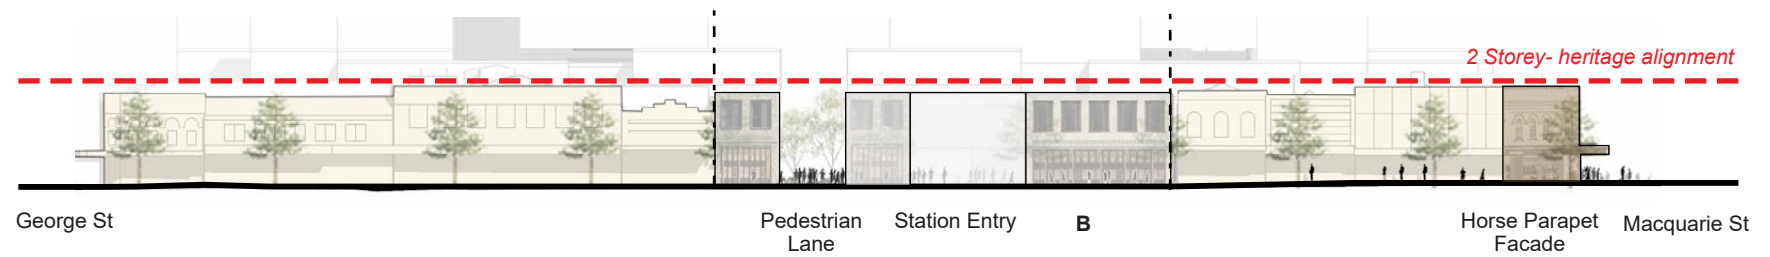 2 Storey- heritage alignment
George St
Pedestrian
Lane
Station Entry
B
Horse Parapet
Facade
Macquarie St